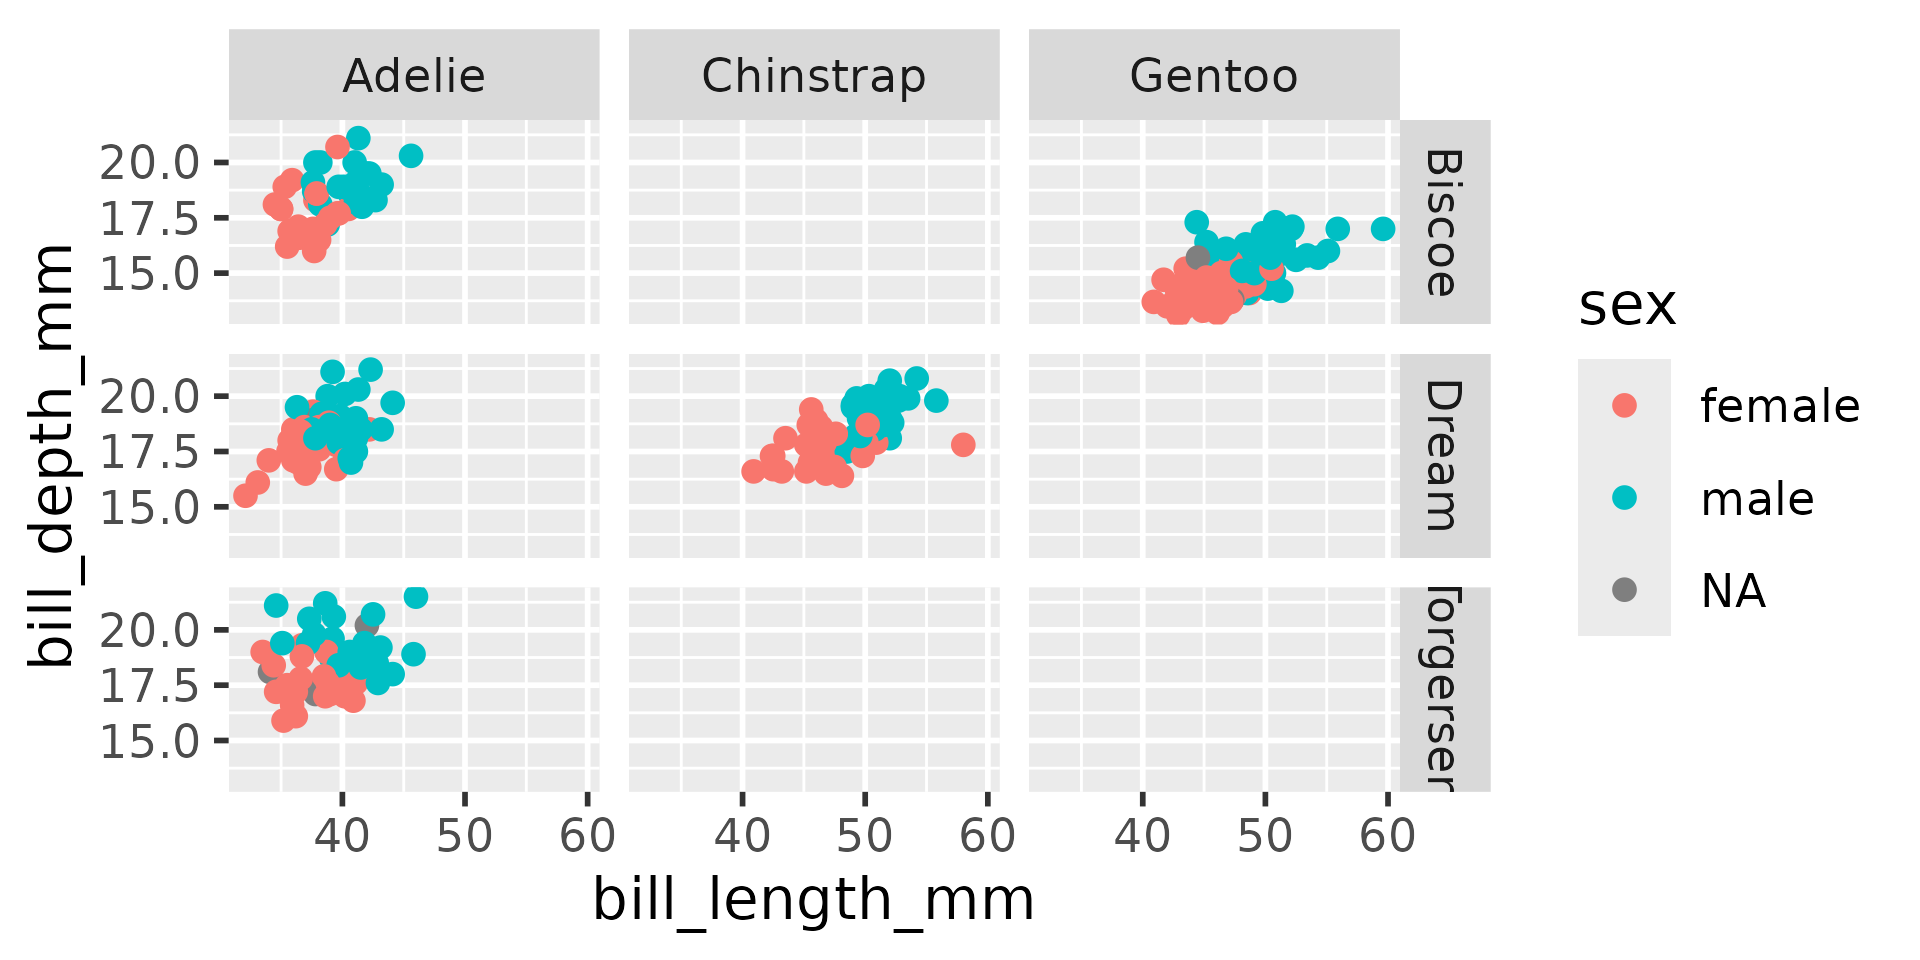 Adelie Chinstrap Gentoo
bill_depth_mm
20.0
17.5
15.0
Biscoe
20.0
17.5
15.0
Dream
20.0
17.5
15.0
Torgersen
40 50 60 40 50 60 40 50 60
bill_length_mm
sex
female
male
NA